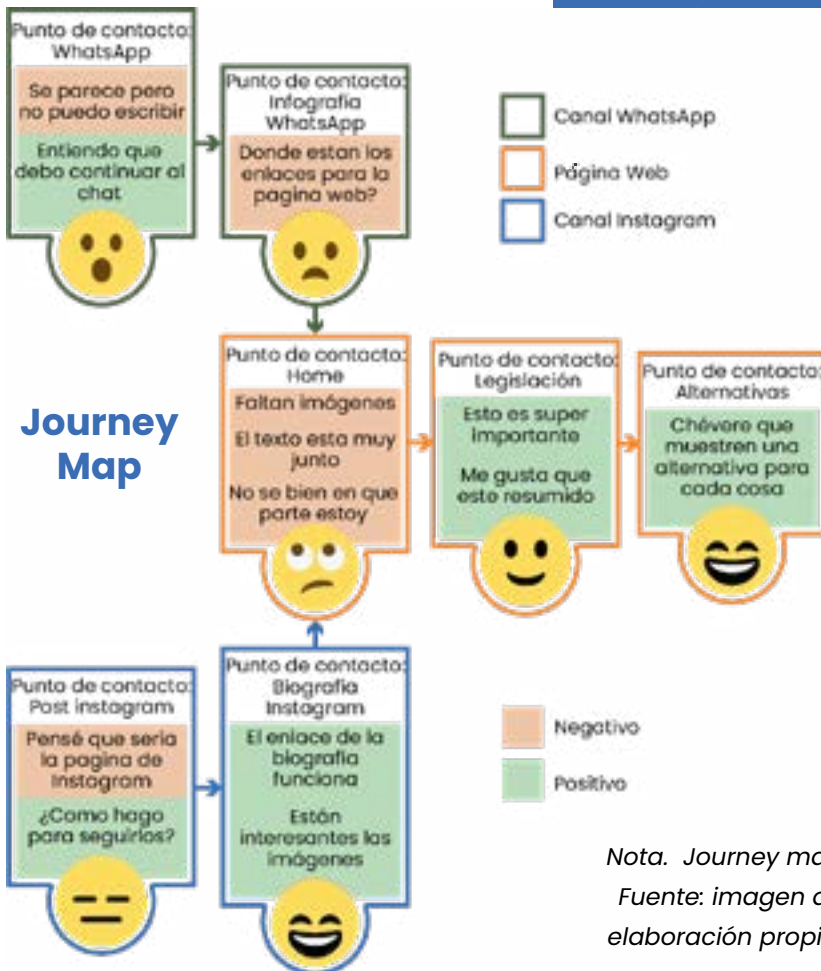 Punto de contacto:
WhatsApp
Se parece pero
no puedo escribir
Entiendo que
debo continuar al
chat
Punto de contacto:
Infografia
WhatsApp
Donde estan los
enlaces para la
pagina web?
Canal WhatsApp
Página Web
Canal Instagram
Journey
Map
Punto de contacto:
Home
Faltan imágenes
El texto esta muy
junto
No se bien en que
parte estoy
Punto de contacto:
Legislación
Esto es super
importante
Me gusta que
este resumido
Punto de contacto:
Alternativas
Chévere que
muestren una
alternativa para
cada cosa
Punto de contacto:
Post instagram
Pensé que seria
la pagina de
Instagram
¿Como hago
para seguirlos?
Punto de contacto:
Biografia
Instagram
El enlace de la
biografia
funciona
Están
interesantes las
imágenes
Negativo
Positivo
Nota. Journey
Fuente: imagen
elaboración